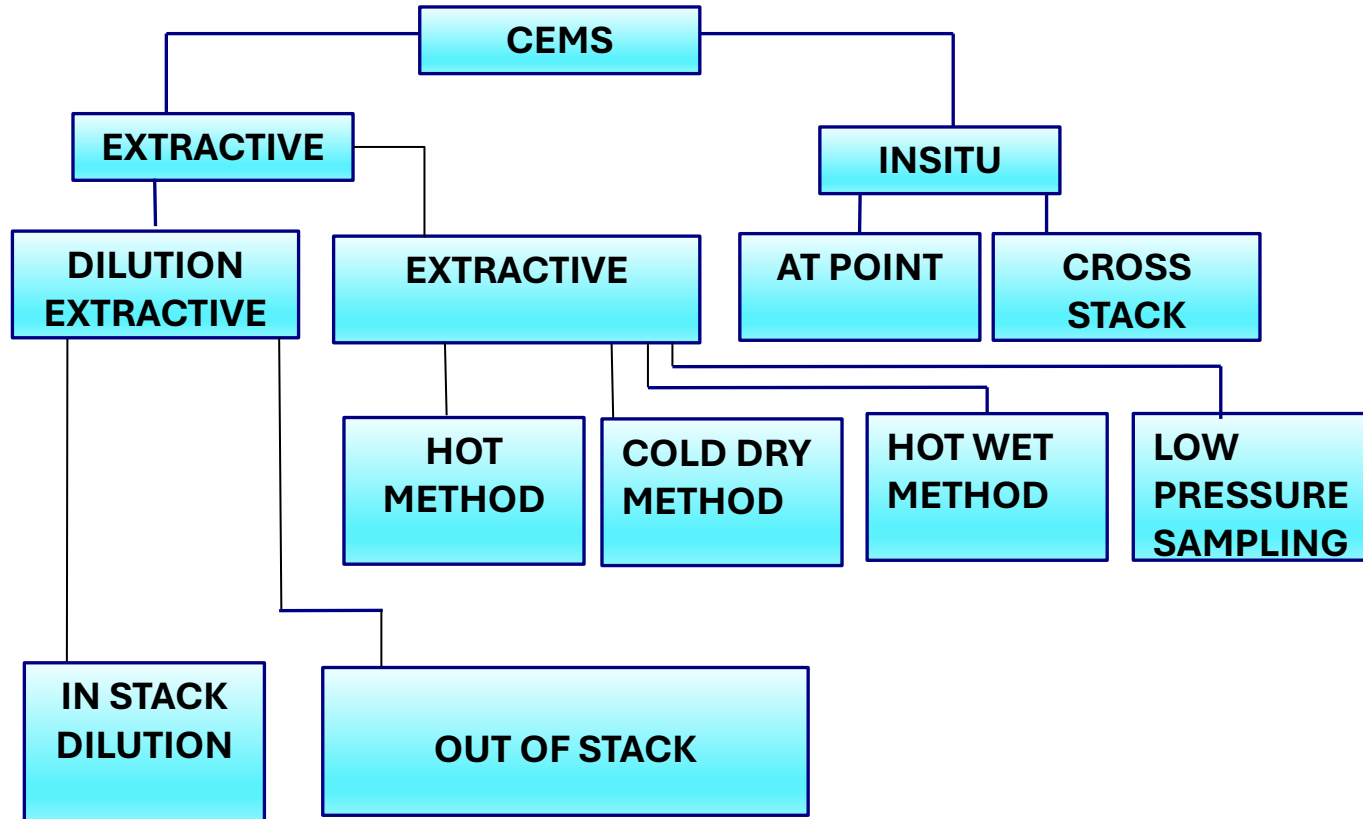 CEMS
EXTRACTIVE
INSITU
DILUTION
EXTRACTIVE
EXTRACTIVE
AT POINT
CROSS
STACK
HOT
METHOD
COLD DRY
METHOD
HOT WET
METHOD
LOW
PRESSURE
SAMPLING
IN STACK
DILUTION
OUT OF STACK